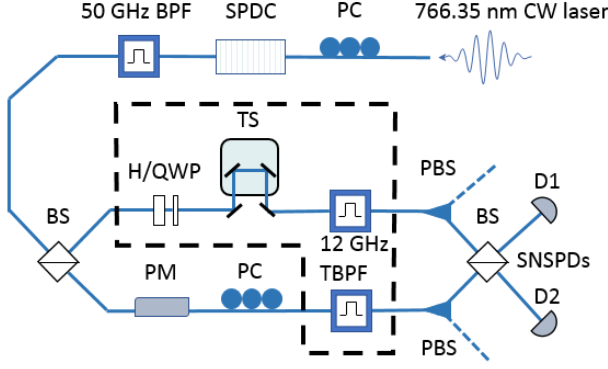 50 GHz BPF
SPDC
PC
766.35 nm CW laser
TS
H/QWP
PBS
D1
BS
BS
12 GHz
SNSPDs
PM
PC
TBPF
D2
PBS